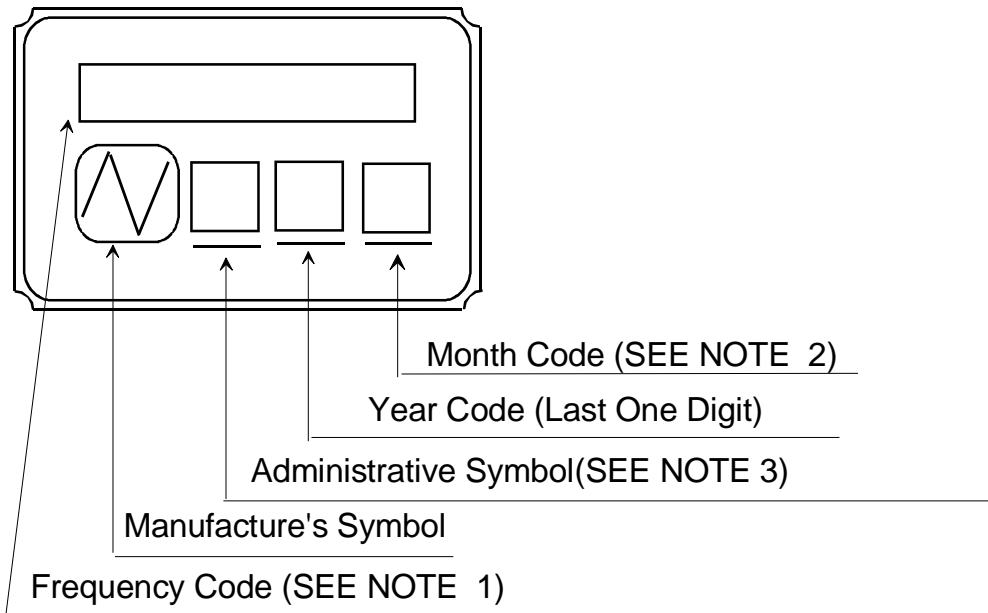 Month Code (SEE NOTE 2)
Year Code (Last One Digit)
Administrative Symbol(SEE NOTE 3)
Manufacture's Symbol
Frequency Code (SEE NOTE 1)